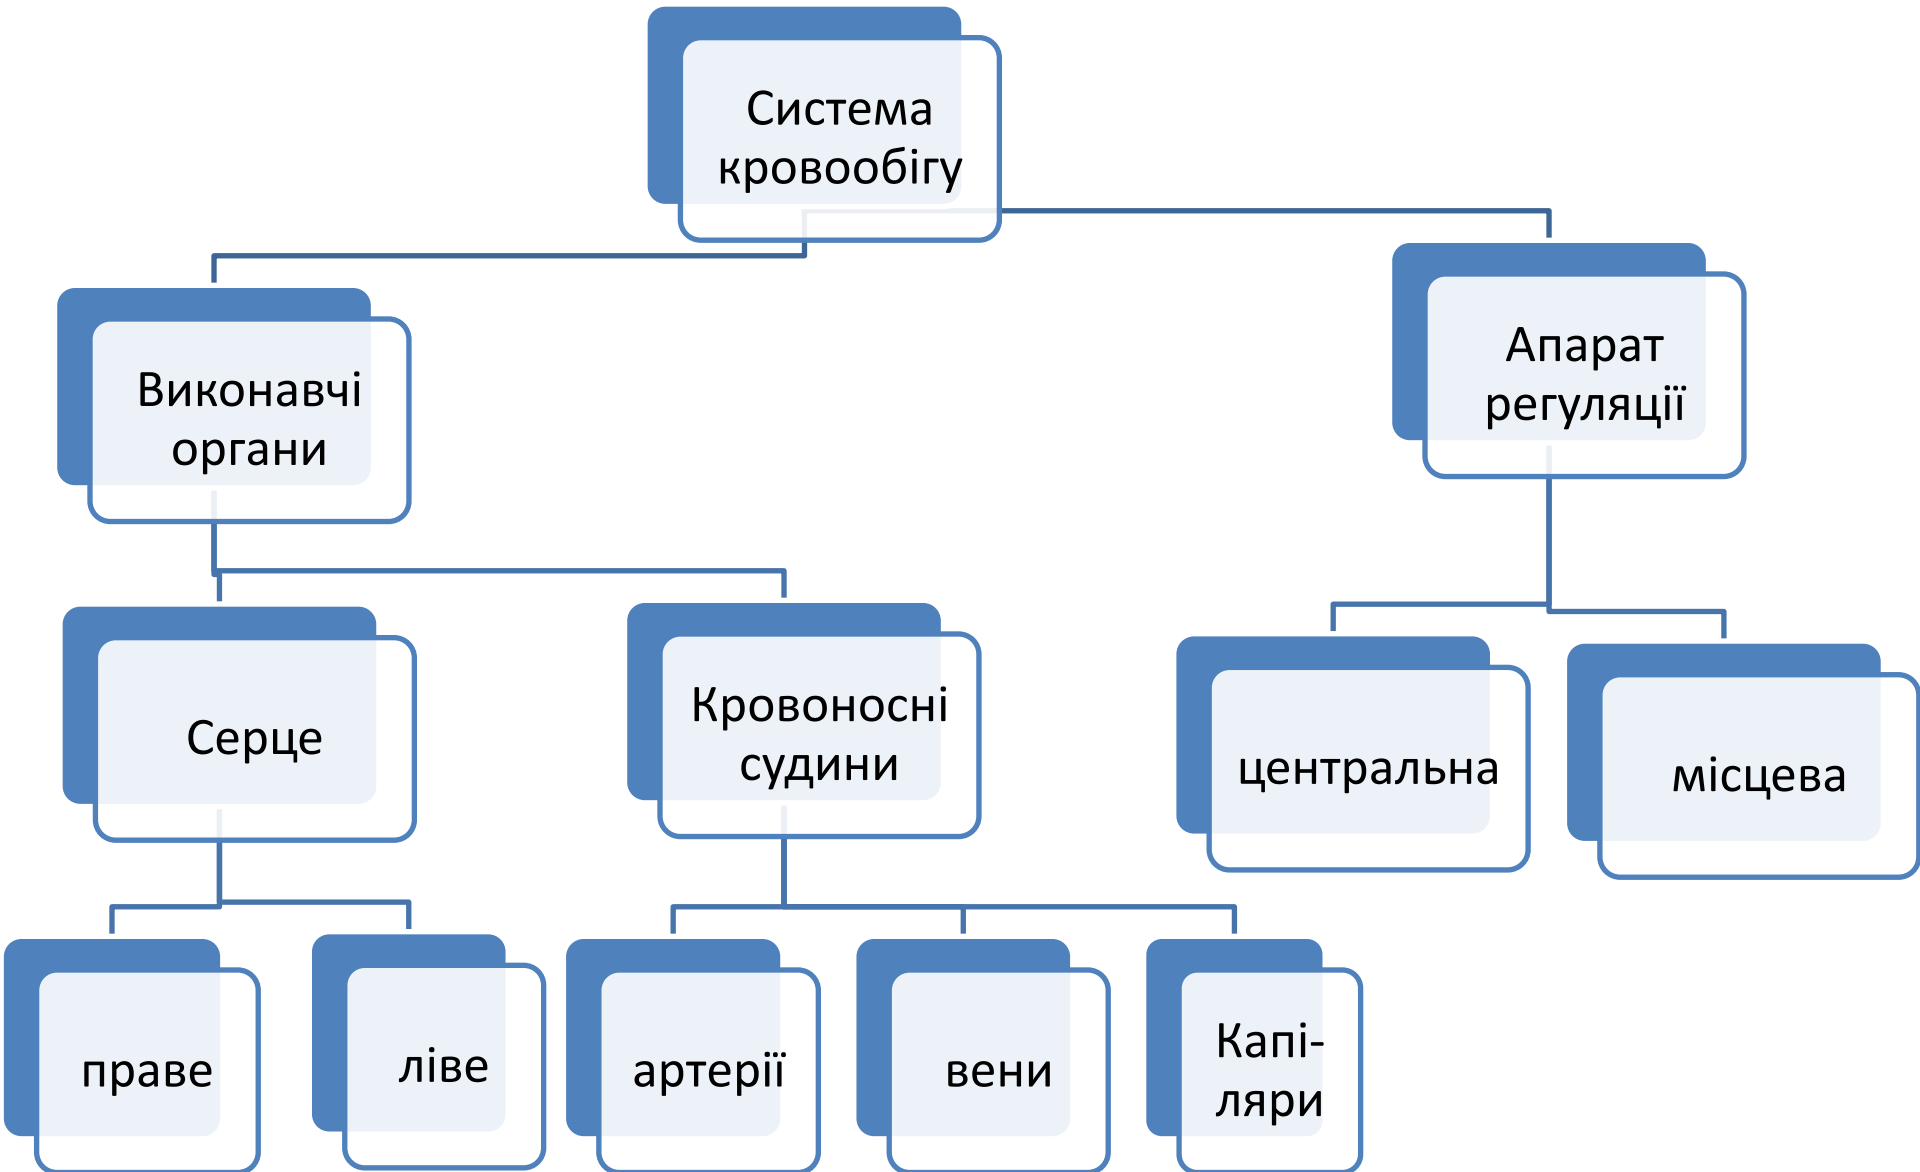 Система
кровообігу
Виконавчі
органи
Апарат
регуляції
Серце
Кровоносні
судини
центральна
місцева
праве
ліве
артерії
вени
Капі-
ляри